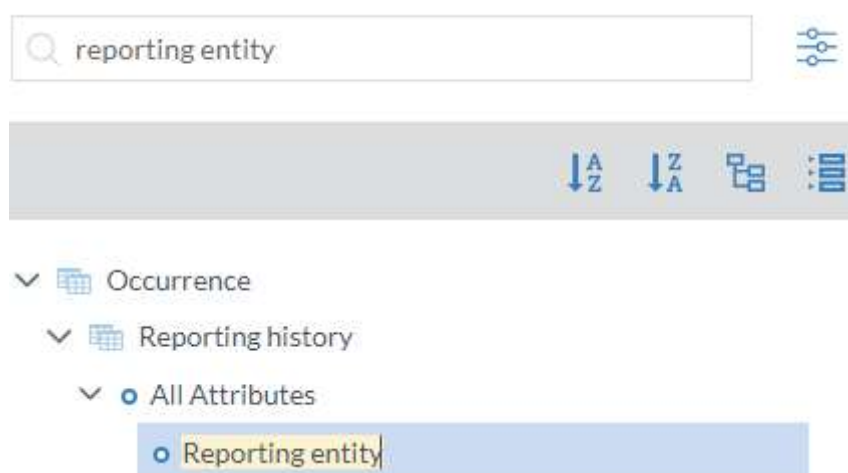 reporting entity
A Z Z A
Occurrence
Reporting history
All Attributes
Reporting entity